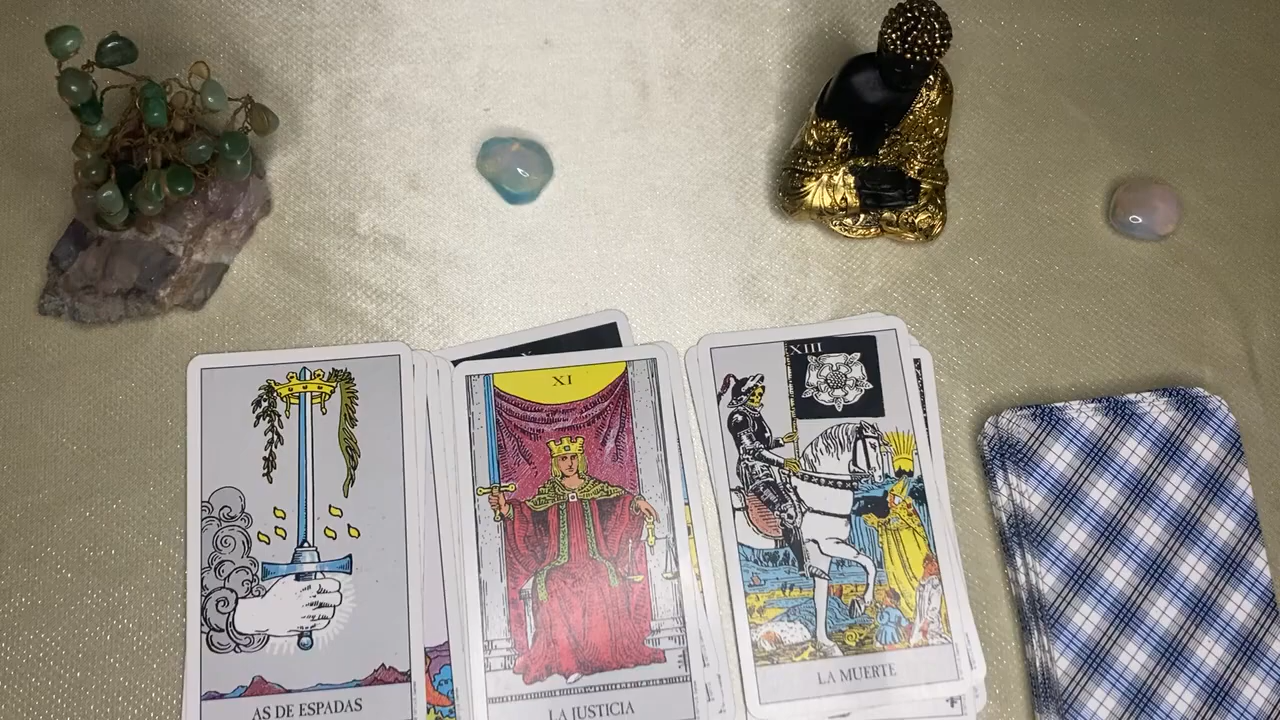 XI
XIII
AS DE ESPADAS
LA JUSTICIA
LA MUERTE